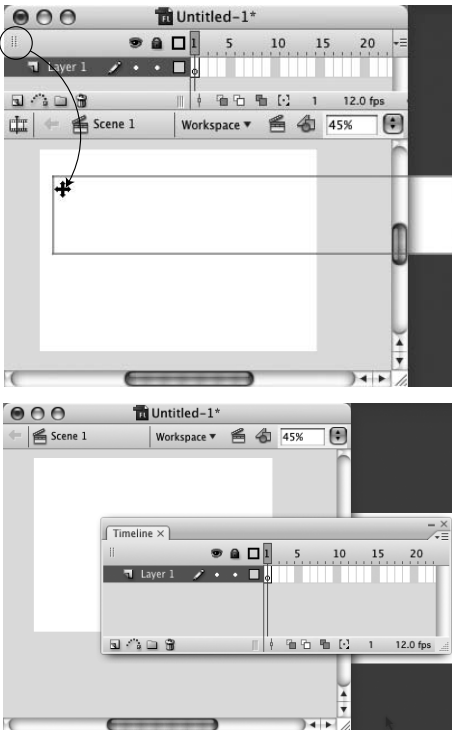 Untitled-1*
1 5 10 15 20
Layer 1
1 12.0 fps
Scene 1 Workspace 45%
Untitled-1*
Scene 1 Workspace 45%
Timeline ×
1 5 10 15 20
Layer 1
1 12.0 fps